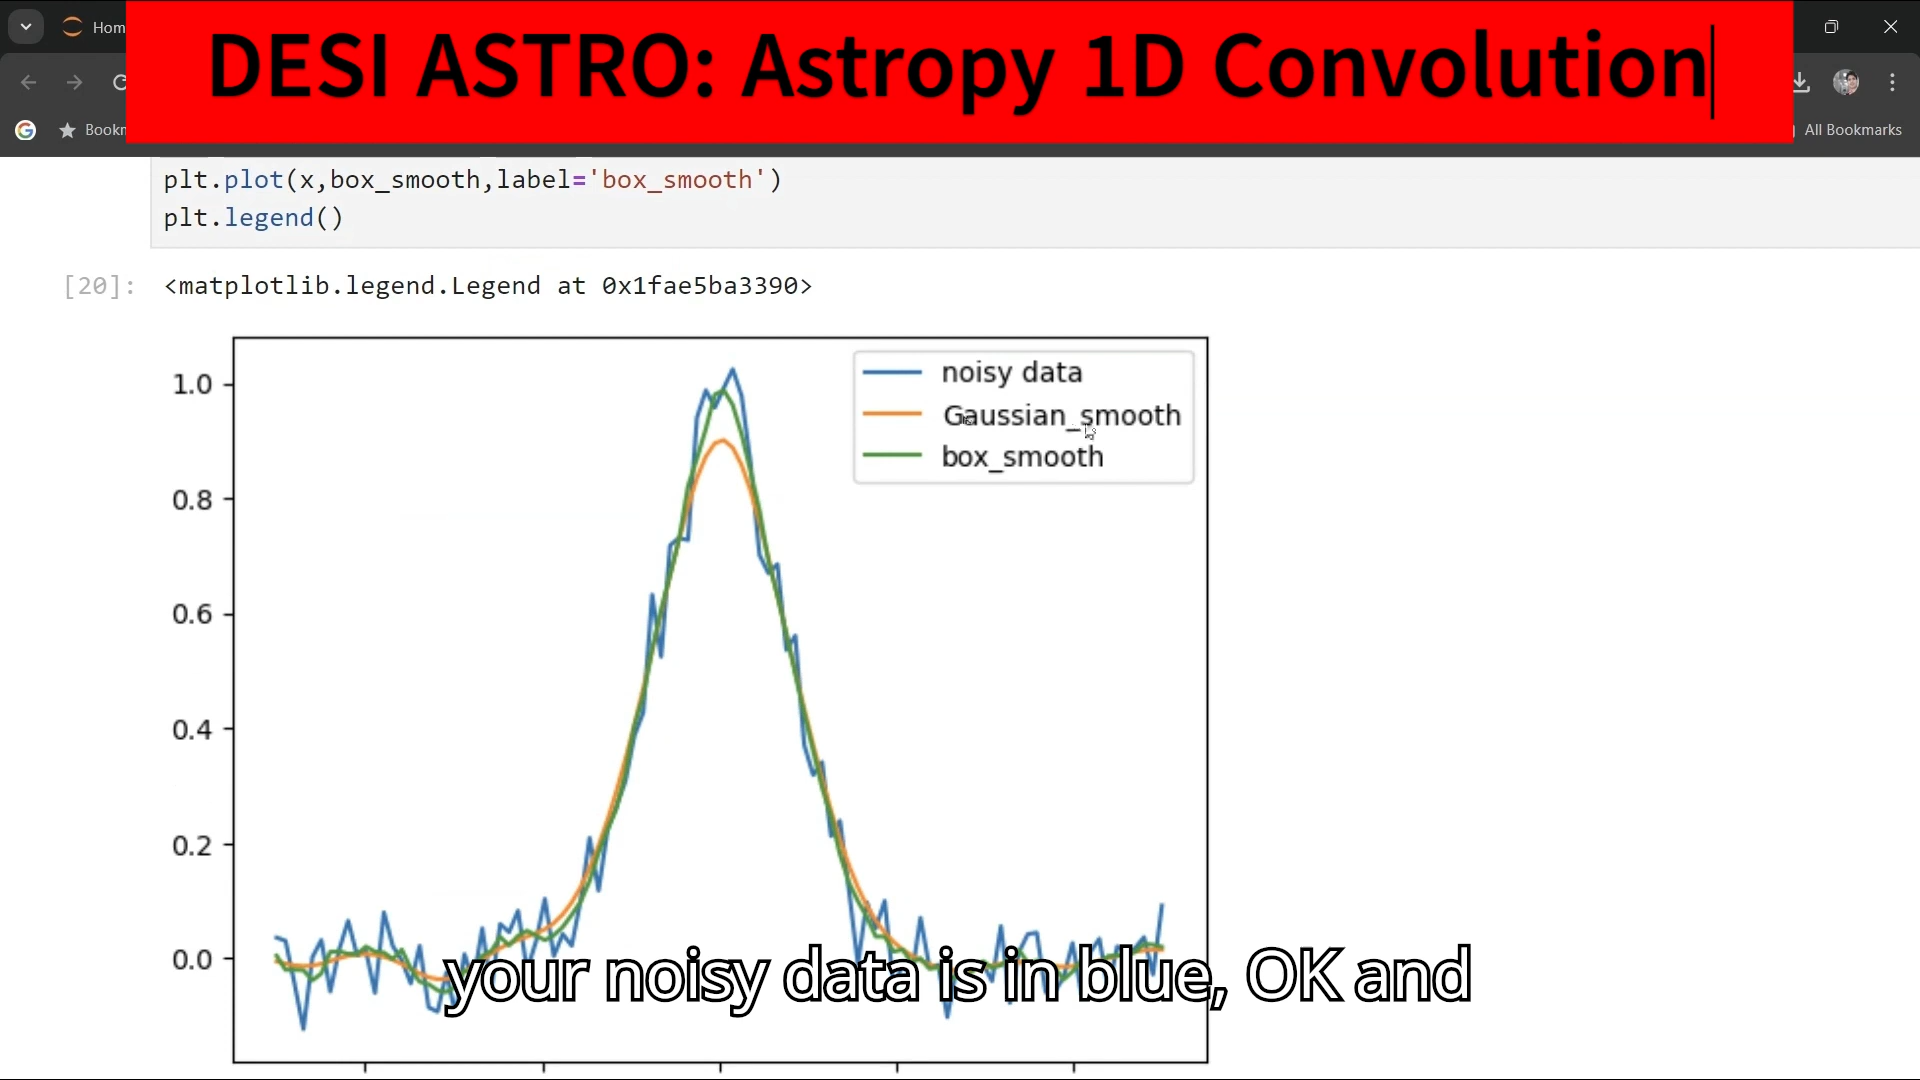 DESI ASTRO: Astropy 1D Convolution
Hom
Bookm
All Bookmarks
plt.plot(x,box_smooth,label='box_smooth')
plt.legend()
[20]: <matplotlib.legend.Legend at 0x1fae5ba3390>
noisy data
Gaussian_smooth
box_smooth
1.0
0.8
0.6
0.4
0.2
0.0
your noisy data is in blue, OK and